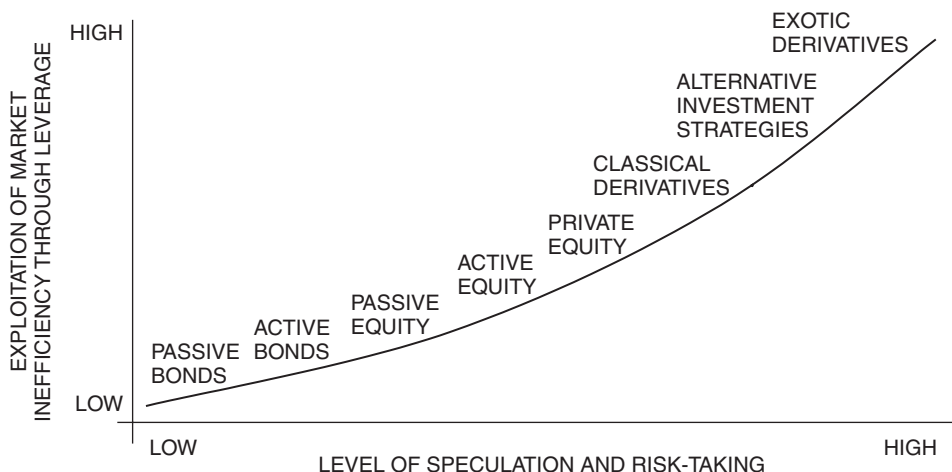 EXPLOITATION OF MARKET
INEFFICIENCY THROUGH LEVERAGE
HIGH
LOW
PASSIVE
BONDS
ACTIVE
BONDS
PASSIVE
EQUITY
ACTIVE
EQUITY
PRIVATE
EQUITY
CLASSICAL
DERIVATIVES
ALTERNATIVE
INVESTMENT
STRATEGIES
EXOTIC
DERIVATIVES
LOW
HIGH
LEVEL OF SPECULATION AND RISK-TAKING